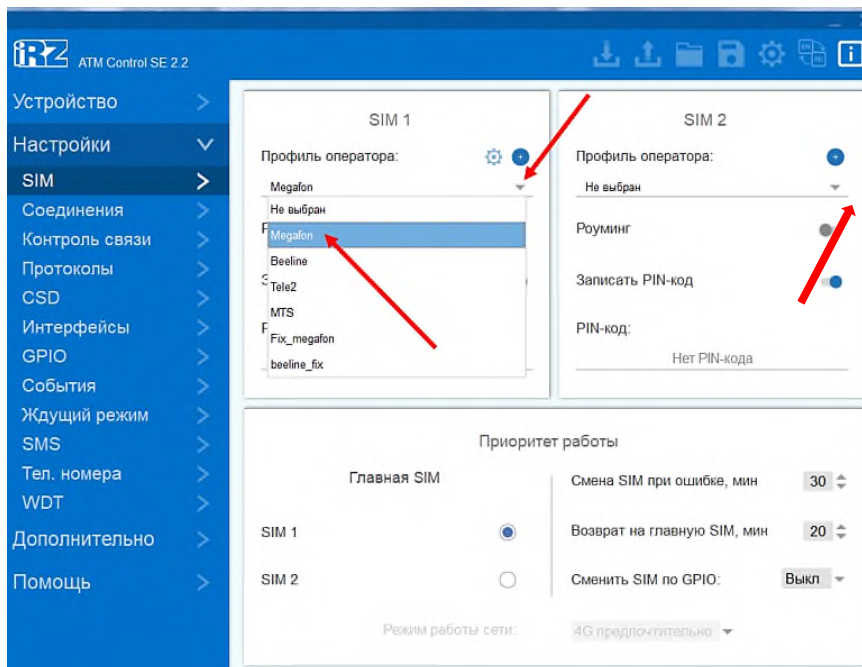 iRZ ATM Control SE 2.2
Устройство
Настройки
SIM
Соединения
Контроль связи
Протоколы
CSD
Интерфейсы
GPIO
События
Ждущий режим
SMS
Тел. номера
WDT
Дополнительно
Помощь
SIM 1
Профиль оператора:
Megafon
Не выбран
Megafon
Beeline
Tele2
MTS
Fix_megafon
beeline_fix
SIM 2
Профиль оператора:
Не выбран
Роуминг
Записать PIN-код
PIN-код:
Нет PIN-кода
Приоритет работы
Главная SIM
SIM 1
SIM 2
Смена SIM при ошибке, мин 30
Возврат на главную SIM, мин 20
Сменить SIM по GPIO: Выкл
Режим работы сети: 4G предпочтительно